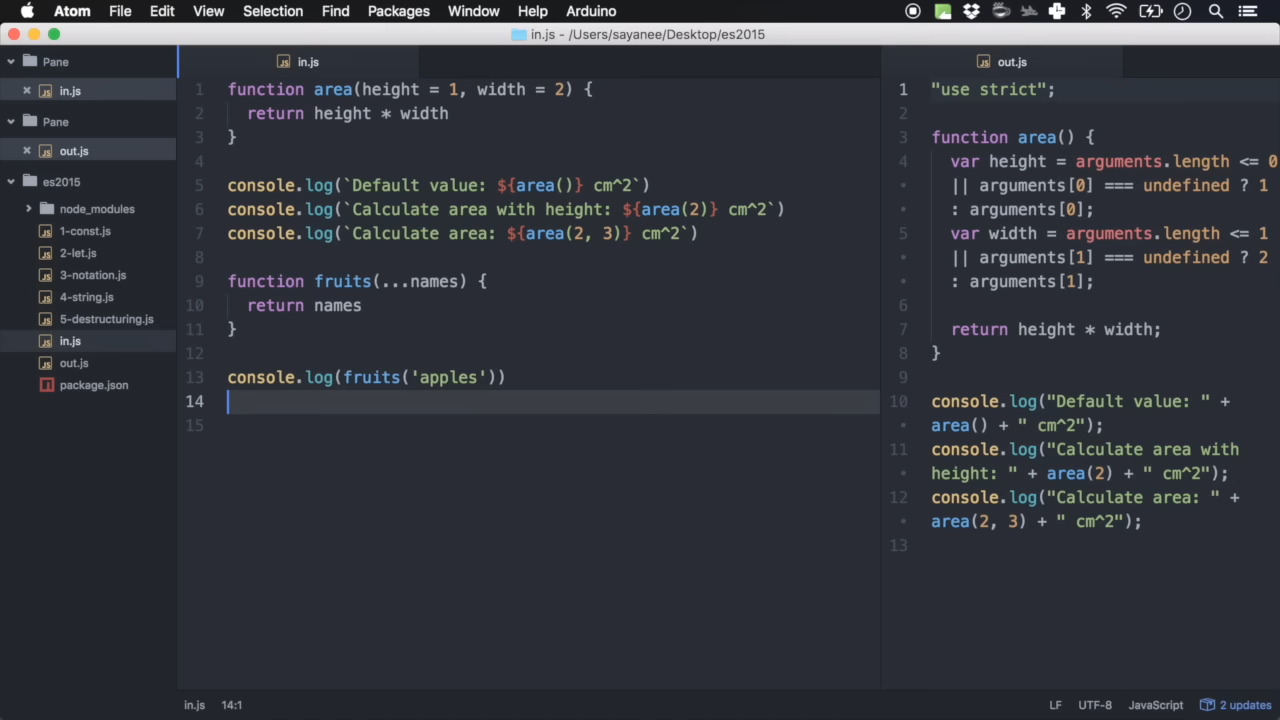 Atom File Edit View Selection Find Packages Window Help Arduino
in.js - /Users/sayanee/Desktop/es2015
Pane
in.js
Pane
out.js
es2015
node_modules
1-const.js
2-let.js
3-notation.js
4-string.js
5-destructuring.js
in.js
out.js
package.json
in.js
1 function area(height = 1, width = 2) {
2 return height * width
3 }
4
5 console.log(`Default value: ${area()} cm^2`)
6 console.log(`Calculate area with height: ${area(2)} cm^2`)
7 console.log(`Calculate area: ${area(2, 3)} cm^2`)
8
9 function fruits(...names) {
10 return names
11 }
12
13 console.log(fruits('apples'))
14
15
out.js
1 "use strict";
2
3 function area() {
4 var height = arguments.length <= 0
• || arguments[0] === undefined ? 1
• : arguments[0];
5 var width = arguments.length <= 1
• || arguments[1] === undefined ? 2
• : arguments[1];
6
7 return height * width;
8 }
9
10 console.log("Default value: " +
• area() + " cm^2");
11 console.log("Calculate area with
• height: " + area(2) + " cm^2");
12 console.log("Calculate area: " +
• area(2, 3) + " cm^2");
13
in.js 14:1 LF UTF-8 JavaScript 2 updates